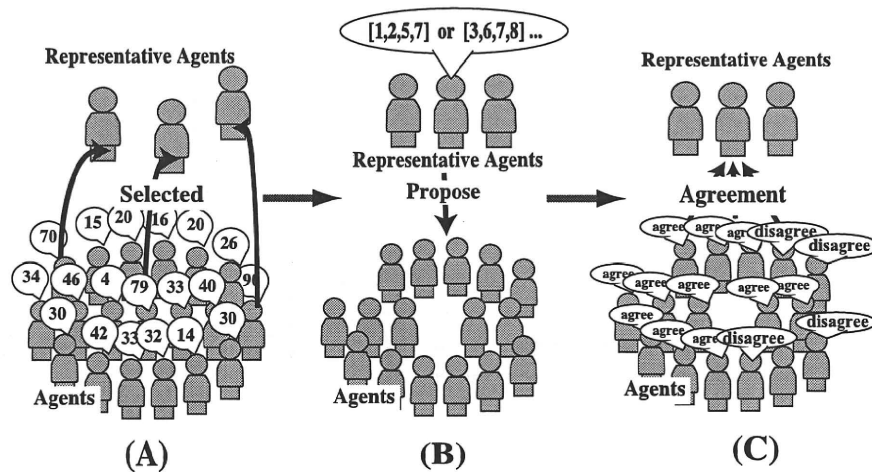 Representative Agents
Selected
15
20
16
20
70
26
34
46
4
79
33
40
30
42
33
32
14
30
Agents
(A)
[1,2,5,7] or [3,6,7,8] ...
Representative Agents
Propose
Agents
(B)
Representative Agents
Agreement
agree
agree
agree
disagree
disagree
agree
agree
agree
agree
agree
agree
agree
agree
disagree
disagree
Agents
(C)